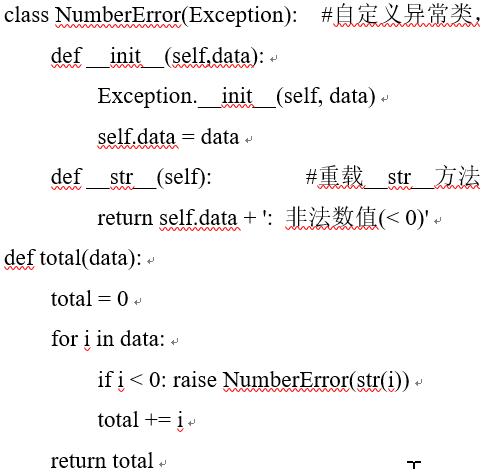 class NumberError(Exception):    #自定义异常类，
def __init__(self,data):
Exception.__init__(self, data)
self.data = data
def __str__(self):    #重载__str__方法
return self.data + ':  非法数值(< 0)'
def total(data):
total = 0
for i in data:
if i < 0: raise NumberError(str(i))
total += i
return total